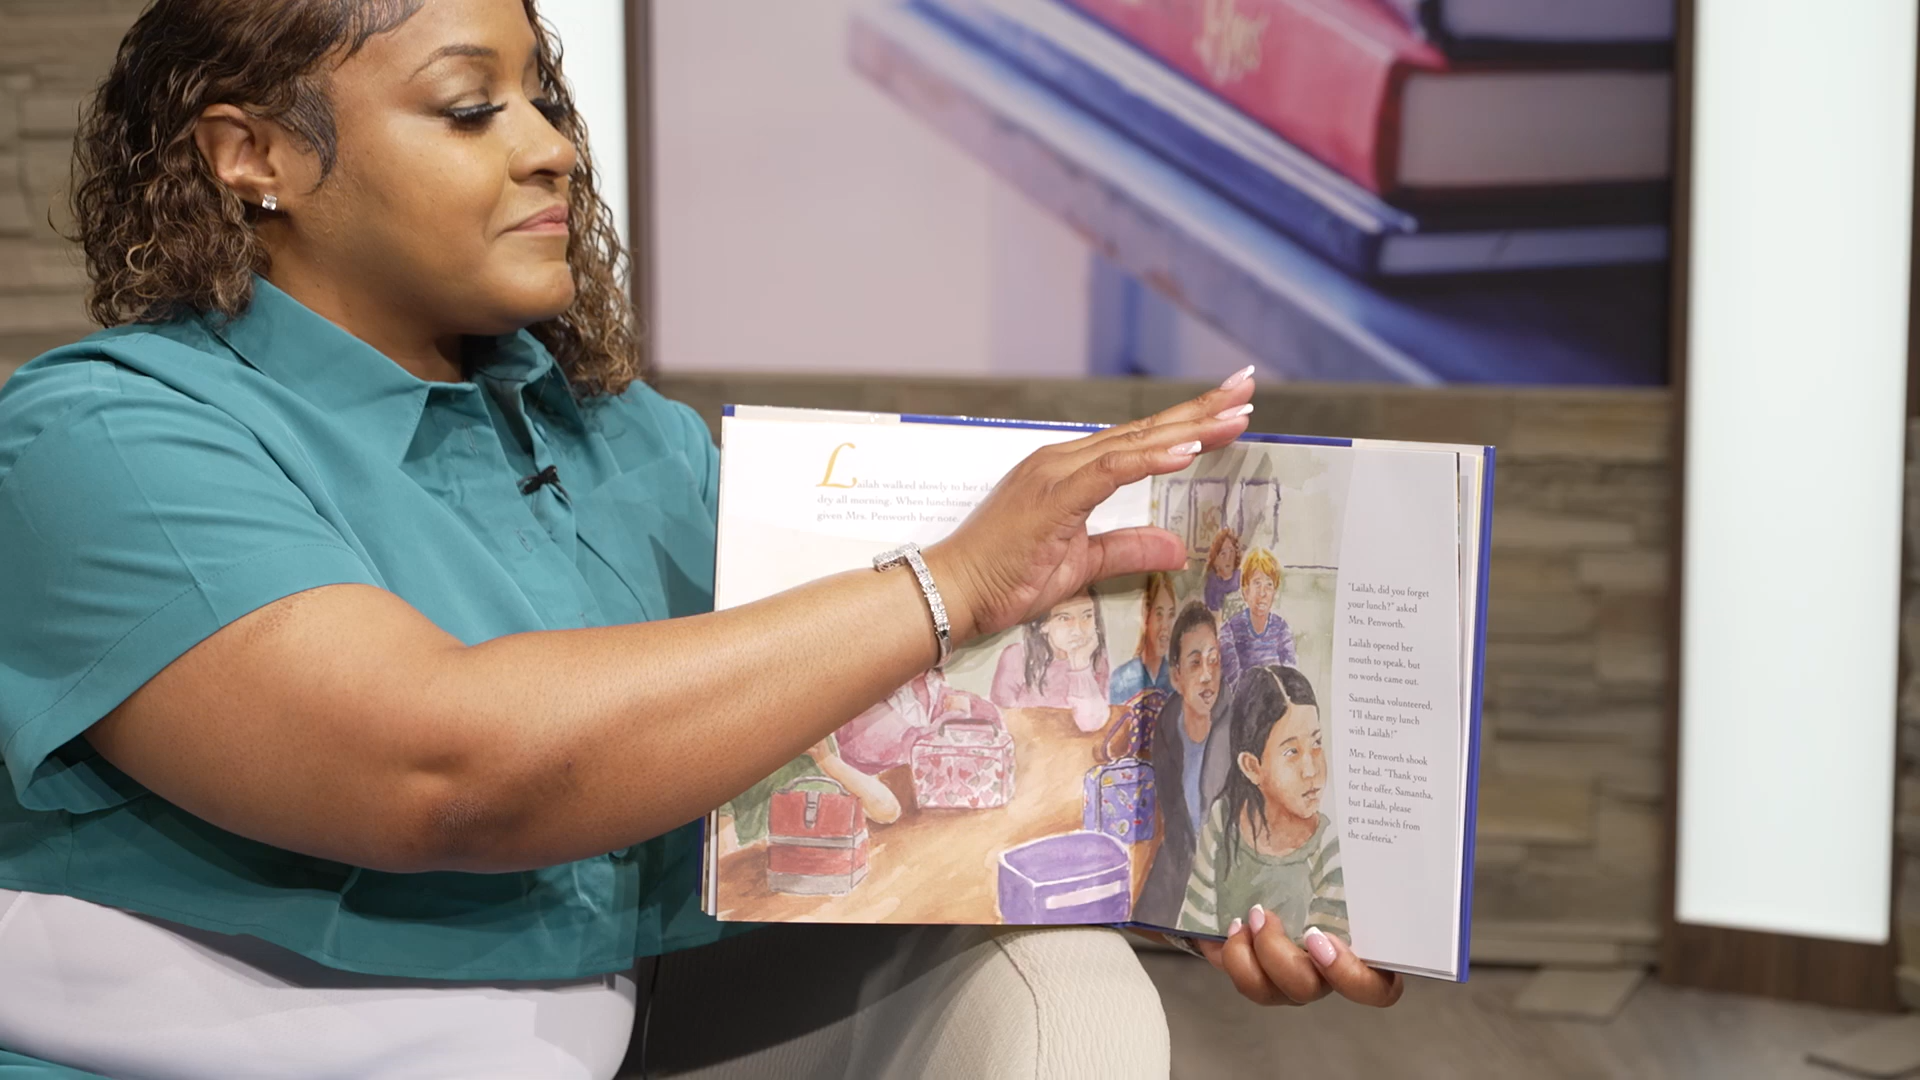 Lailah walked slowly to her
dry all morning. When lunchtime
given Mrs. Penworth her note.
"Lailah, did you forget
your lunch?" asked
Mrs. Penworth.
Lailah opened her
mouth to speak, but
no words came out.
Samantha volunteered,
"I'll share my lunch
with Lailah!"
Mrs. Penworth shook
her head. "Thank you
for the offer, Samantha,
but Lailah, please
get a sandwich from
the cafeteria."